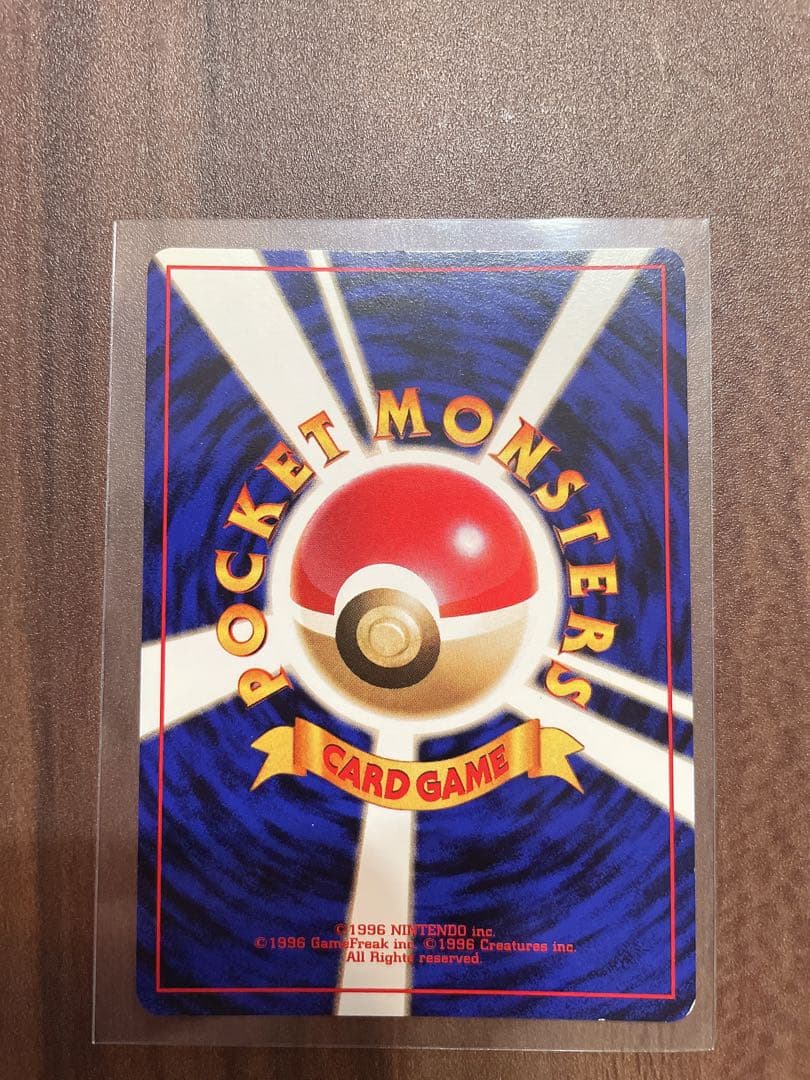 POCKET MONSTERS
CARD GAME
©1996 NINTENDO inc.
©1996 GameFreak inc. ©1996 Creatures inc.
All Rights reserved.